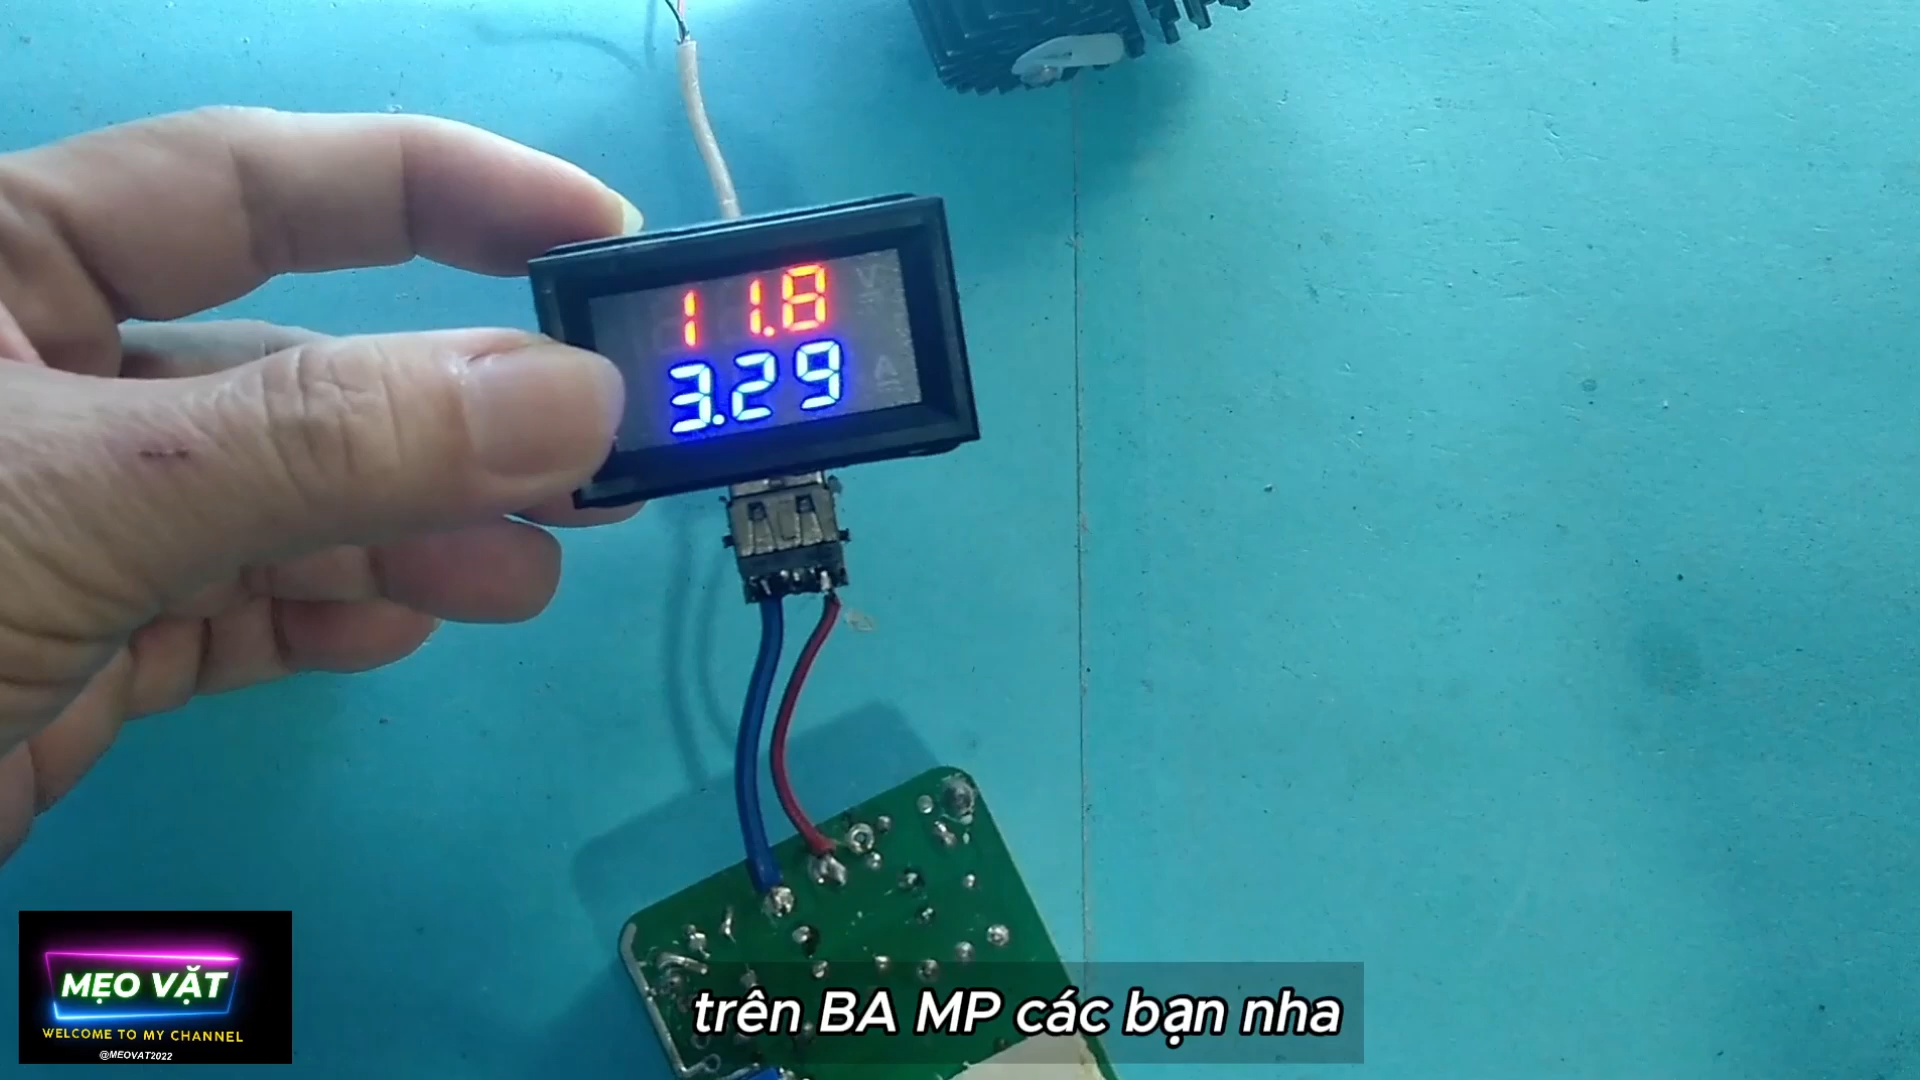 11.8 V
3.29 A
trên BA MP các bạn nha
MẸO VẶT
WELCOME TO MY CHANNEL
@MEOVAT2022